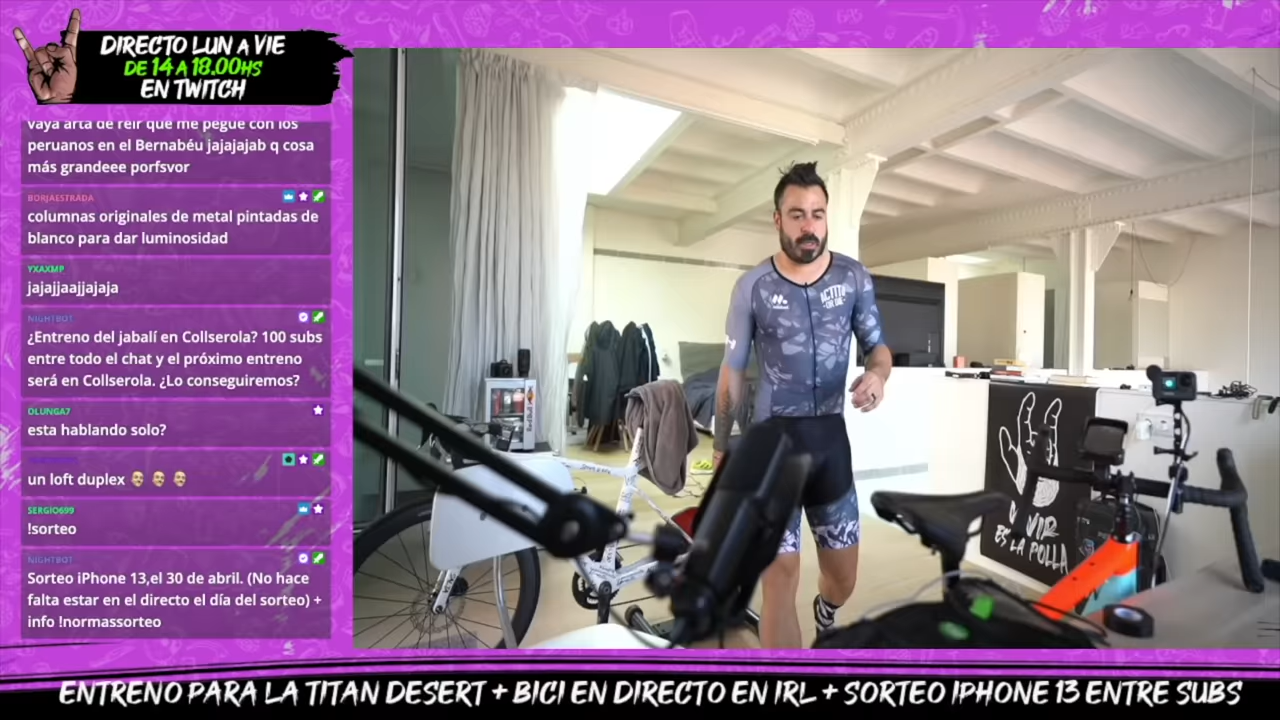 DIRECTO LUN A VIE
DE 14 A 18.00HS
EN TWITCH
vaya arta de reir que me pegue con los
peruanos en el Bernabéu jajajajab q cosa
más grandeee porfsvor
BORJAESTRADA
columnas originales de metal pintadas de
blanco para dar luminosidad
YXAXMP
jajajjaajjajaja
NIGHTBOT
¿Entreno del jabalí en Collserola? 100 subs
entre todo el chat y el próximo entreno
será en Collserola. ¿Lo conseguiremos?
DLUNGA7
esta hablando solo?
un loft duplex
SERGIO699
!sorteo
NIGHTBOT
Sorteo iPhone 13,el 30 de abril. (No hace
falta estar en el directo el día del sorteo) +
info !normassorteo
ACTITUD
VIVIR
ES LA POLLA
ENTRENO PARA LA TITAN DESERT + BICI EN DIRECTO EN IRL + SORTEO IPHONE 13 ENTRE SUBS